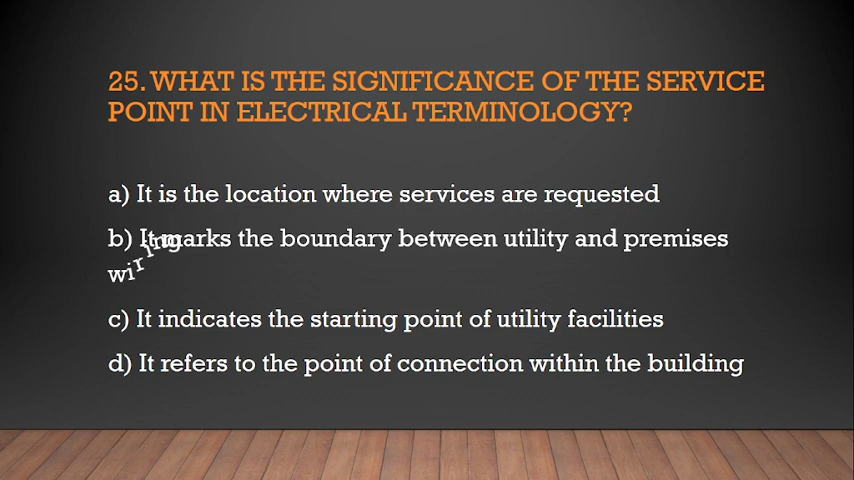 25. WHAT IS THE SIGNIFICANCE OF THE SERVICE
POINT IN ELECTRICAL TERMINOLOGY?
a) It is the location where services are requested
b) It marks the boundary between utility and premises
wiring
c) It indicates the starting point of utility facilities
d) It refers to the point of connection within the building